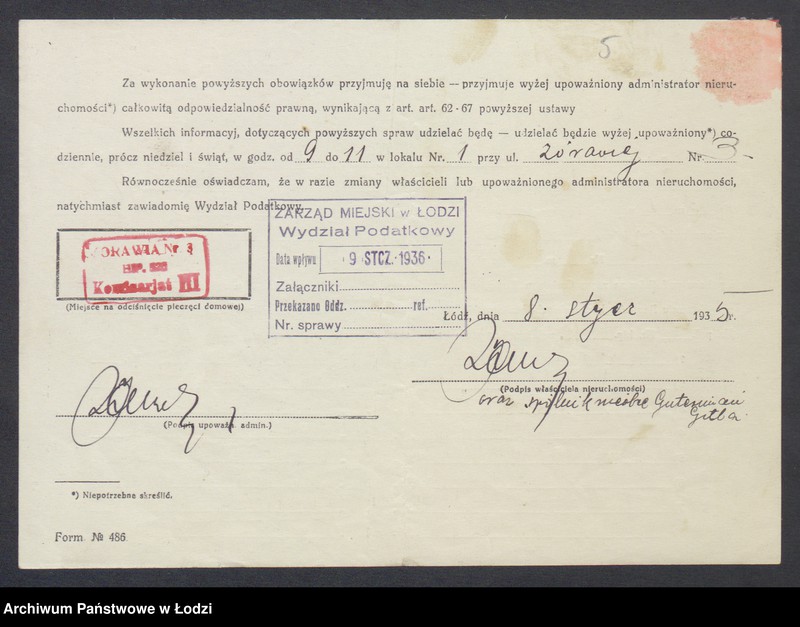 5
Za wykonanie powyższych obowiązków przyjmuję na siebie — przyjmuje wyżej upoważniony administrator nieru-
chomości*) całkowitą odpowiedzialność prawną, wynikającą z art. art. 62-67 powyższej ustawy
Wszelkich informacyj, dotyczących powyższych spraw udzielać będę — udzielać będzie wyżej upoważniony*) co-
dziennie, prócz niedziel i świąt, w godz. od 9 do 11 w lokalu Nr. 1 przy ul. Nr. 3
Równocześnie oświadczam, że w razie zmiany właścicieli lub upoważnionego administratora nieruchomości,
natychmiast zawiadomię Wydział Podatkowy.
ZARZĄD MIEJSKI w ŁODZI
Wydział Podatkowy
Data wpływu 9 STCZ. 1936
Załączniki
Przekazano Oddz. ref.
Nr. sprawy
ŻÓRAWIA Nr 3
HIP.
Komisarjat III
(Miejsce na odciśnięcie pieczęci domowej)
Łódź, dnia 8. stycz 1935 r.
(Podpis właściciela nieruchomości)
oraz
(Podpis upoważn. admin.)
*) Niepotrzebne skreślić.
Form. № 486
Archiwum Państwowe w Łodzi